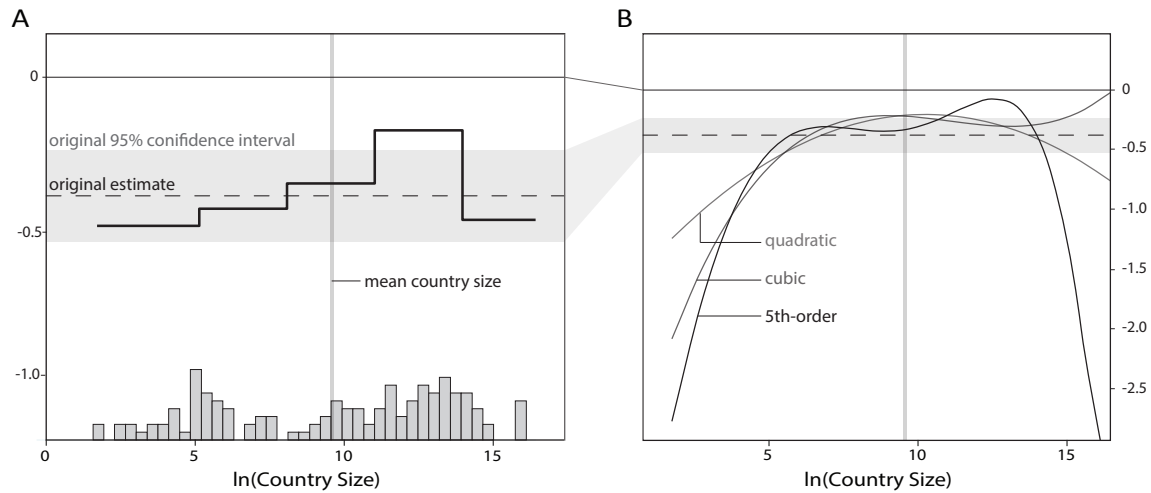 A
0
original 95% conifidence interval
original estimate
-0.5
mean country size
-1.0
0
5
10
15
ln(Country Size)
B
0
-0.5
-1.0
quadratic
-1.5
cubic
5th-order
-2.0
-2.5
5
10
15
ln(Country Size)